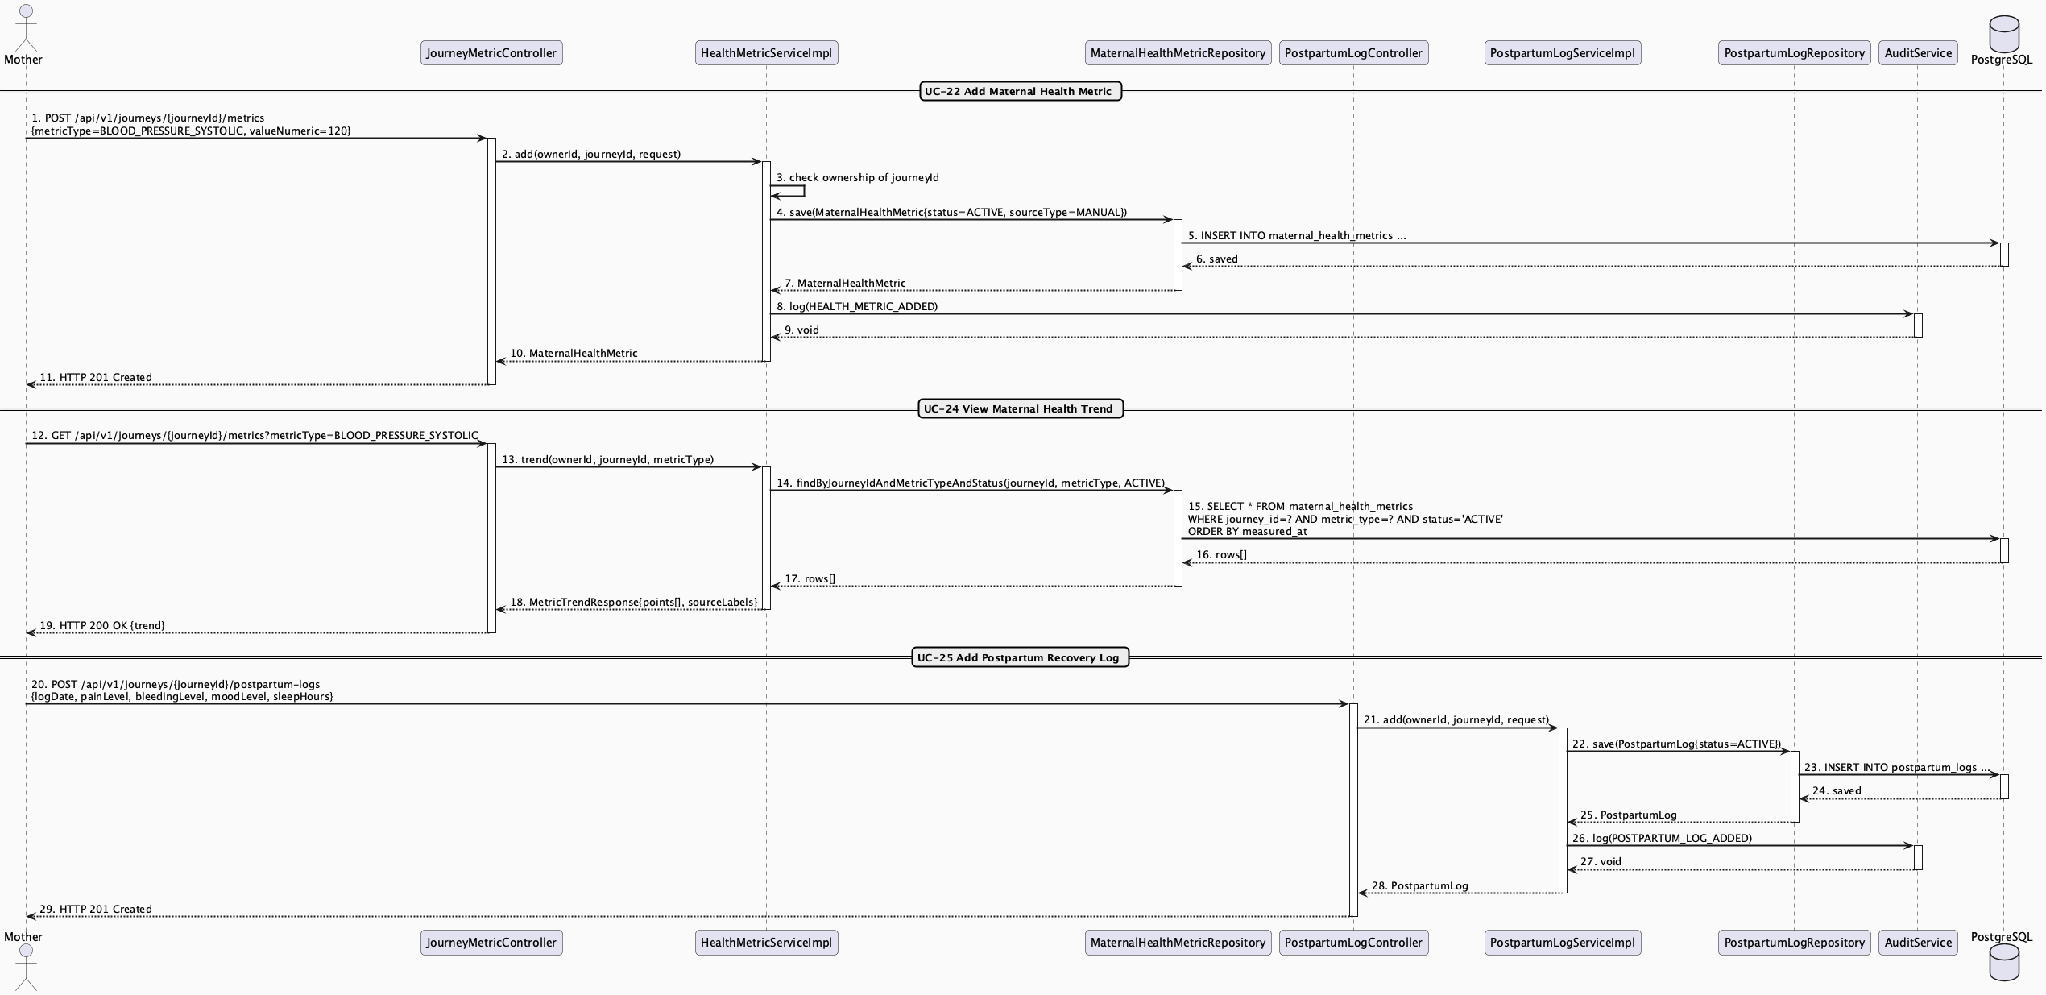 Mother
JourneyMetricController
HealthMetricServiceImpl
MaternalHealthMetricRepository
PostpartumLogController
PostpartumLogServiceImpl
PostpartumLogRepository
AuditService
PostgreSQL
UC-22 Add Maternal Health Metric
1. POST /api/v1/journeys/{journeyId}/metrics
{metricType=BLOOD_PRESSURE_SYSTOLIC, valueNumeric=120}
2. add(ownerId, journeyId, request)
3. check ownership of journeyId
4. save(MaternalHealthMetric{status=ACTIVE, sourceType=MANUAL})
5. INSERT INTO maternal_health_metrics ...
6. saved
7. MaternalHealthMetric
8. log(HEALTH_METRIC_ADDED)
9. void
10. MaternalHealthMetric
11. HTTP 201 Created
UC-24 View Maternal Health Trend
12. GET /api/v1/journeys/{journeyId}/metrics?metricType=BLOOD_PRESSURE_SYSTOLIC
13. trend(ownerId, journeyId, metricType)
14. findByJourneyIdAndMetricTypeAndStatus(journeyId, metricType, ACTIVE)
15. SELECT * FROM maternal_health_metrics
WHERE journey_id=? AND metric_type=? AND status='ACTIVE'
ORDER BY measured_at
16. rows[]
17. rows[]
18. MetricTrendResponse{points[], sourceLabels}
19. HTTP 200 OK {trend}
UC-25 Add Postpartum Recovery Log
20. POST /api/v1/journeys/{journeyId}/postpartum-logs
{logDate, painLevel, bleedingLevel, moodLevel, sleepHours}
21. add(ownerId, journeyId, request)
22. save(PostpartumLog{status=ACTIVE})
23. INSERT INTO postpartum_logs ...
24. saved
25. PostpartumLog
26. log(POSTPARTUM_LOG_ADDED)
27. void
28. PostpartumLog
29. HTTP 201 Created
Mother
JourneyMetricController
HealthMetricServiceImpl
MaternalHealthMetricRepository
PostpartumLogController
PostpartumLogServiceImpl
PostpartumLogRepository
AuditService
PostgreSQL